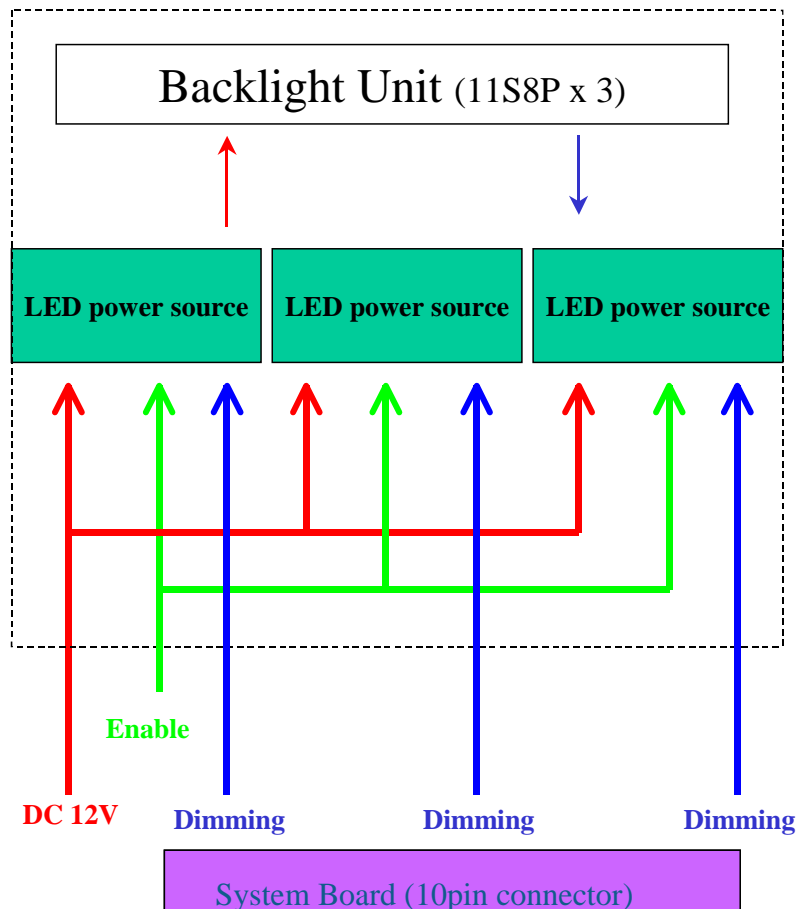 Backlight Unit (11S8P x 3)
LED power source
LED power source
LED power source
Enable
DC 12V
Dimming
Dimming
Dimming
System Board (10pin connector)